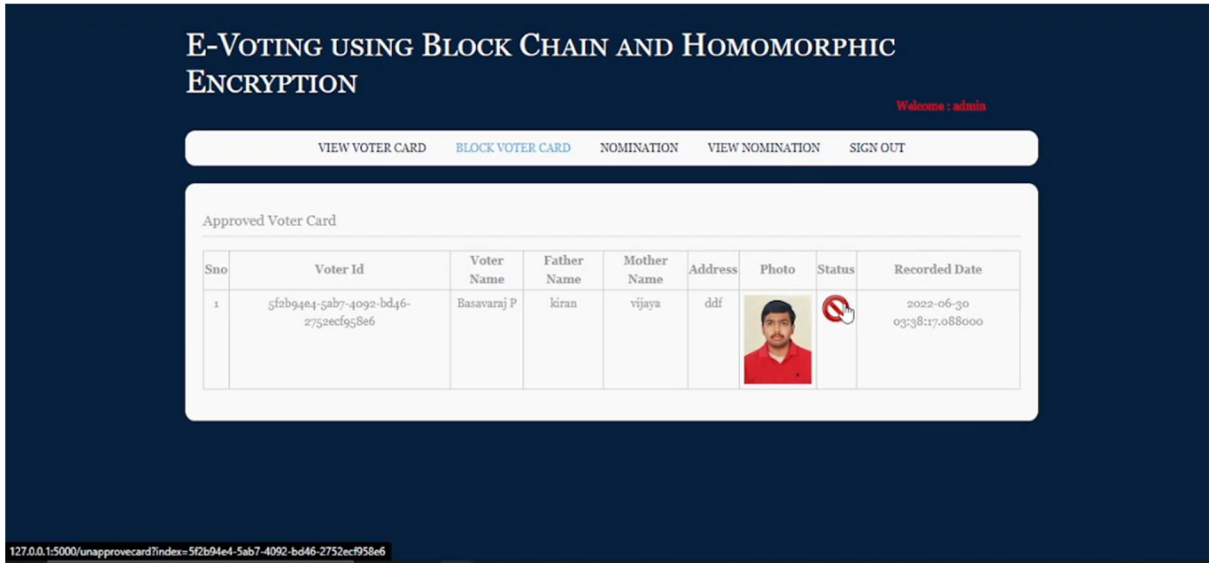 E-Voting using Block Chain and Homomorphic
Encryption
Welcome : admin
VIEW VOTER CARD BLOCK VOTER CARD NOMINATION VIEW NOMINATION SIGN OUT
Approved Voter Card
Sno Voter Id Voter Name Father Name Mother Name Address Photo Status Recorded Date
1 5f2b94e4-5ab7-4092-bd46-2752ecf958e6 Basavaraj P kiran vijaya ddf 2022-06-30 03:38:17.088000
127.0.0.1:5000/unapprovecard?index=5f2b94e4-5ab7-4092-bd46-2752ecf958e6